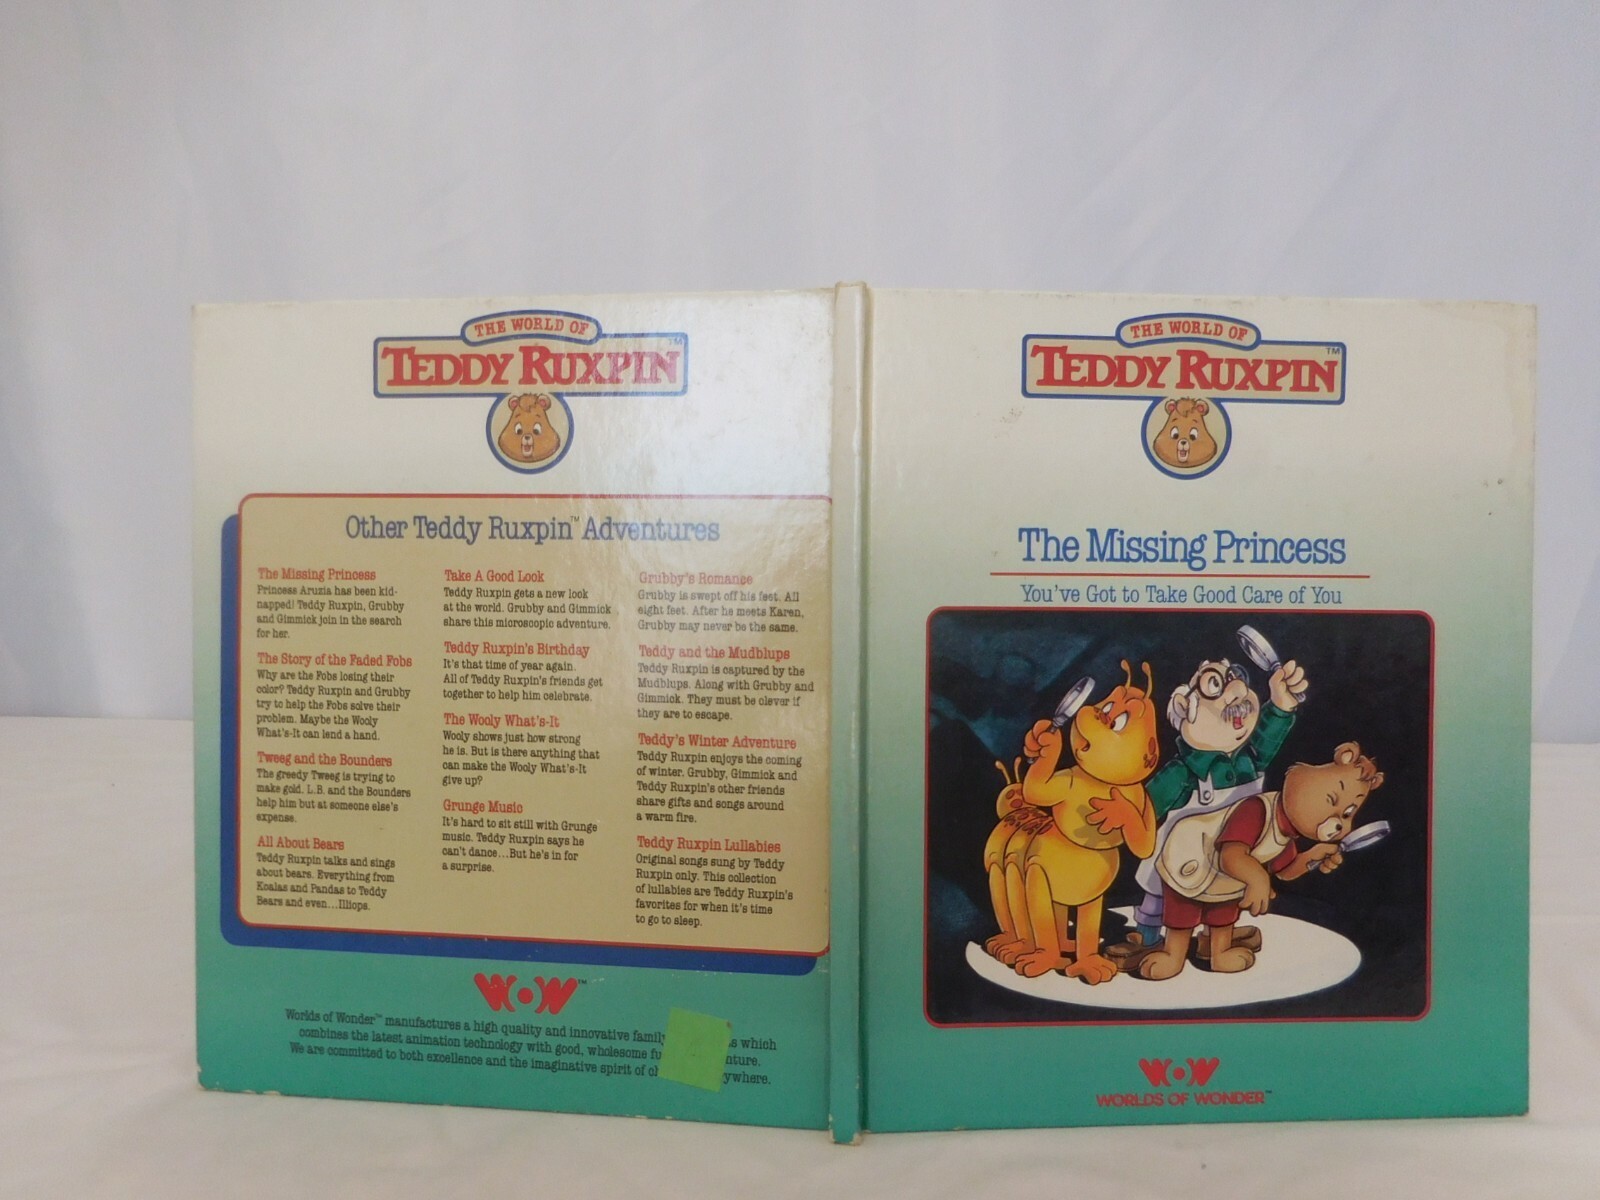 THE WORLD OF
TEDDY RUXPIN™
Other Teddy Ruxpin™ Adventures
The Missing Princess
Princess Aruzia has been kid-
napped! Teddy Ruxpin, Grubby
and Gimmick join in the search
for her.
The Story of the Faded Fobs
Why are the Fobs losing their
color? Teddy Ruxpin and Grubby
try to help the Fobs solve their
problem. Maybe the Wooly
What's-It can lend a hand.
Tweeg and the Bounders
The greedy Tweeg is trying to
make gold. L.B. and the Bounders
help him but at someone else's
expense.
All About Bears
Teddy Ruxpin talks and sings
about bears. Everything from
Koalas and Pandas to Teddy
Bears and even...Illiops.
Take A Good Look
Teddy Ruxpin gets a new look
at the world. Grubby and Gimmick
share this microscopic adventure.
Teddy Ruxpin's Birthday
It's that time of year again.
All of Teddy Ruxpin's friends get
together to help him celebrate.
The Wooly What's-It
Wooly shows just how strong
he is. But is there anything that
can make the Wooly What's-It
give up?
Grunge Music
It's hard to sit still with Grunge
music. Teddy Ruxpin says he
can't dance...But he's in for
a surprise.
Grubby's Romance
Grubby is swept off his feet. All
eight feet. After he meets Karen,
Grubby may never be the same.
Teddy and the Mudblups
Teddy Ruxpin is captured by the
Mudblups. Along with Grubby and
Gimmick. They must be clever if
they are to escape.
Teddy's Winter Adventure
Teddy Ruxpin enjoys the coming
of winter. Grubby, Gimmick and
Teddy Ruxpin's other friends
share gifts and songs around
a warm fire.
Teddy Ruxpin Lullabies
Original songs sung by Teddy
Ruxpin only. This collection
of lullabies are Teddy Ruxpin's
favorites for when it's time
to go to sleep.
WOW™
Worlds of Wonder™ manufactures a high quality and innovative family which
combines the latest animation technology with good, wholesome
We are committed to both excellence and the imaginative spirit of
THE WORLD OF
TEDDY RUXPIN™
The Missing Princess
You've Got to Take Good Care of You
WOW
WORLDS OF WONDER™